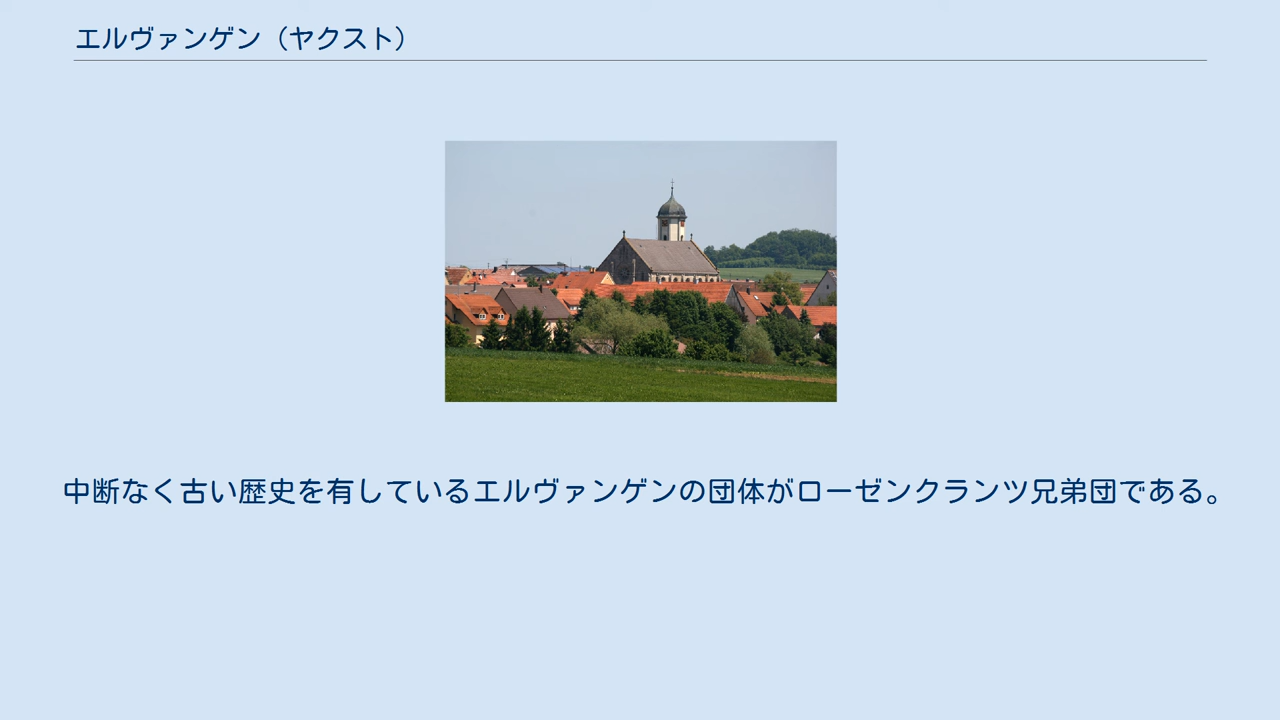 エルヴァンゲン（ヤクスト）
中断なく古い歴史を有しているエルヴァンゲンの団体がローゼンクランツ兄弟団である。